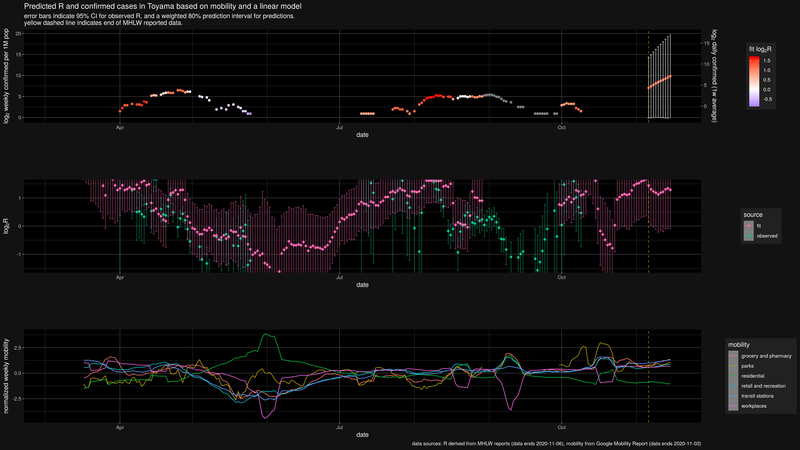 Predicted R and confirmed cases in Toyama based on mobility and a linear model
error bars indicate 95% CI for observed R, and a weighted 80% prediction interval for predictions.
yellow dashed line indicates end of MHLW reported data.
log₂ weekly confirmed per 1M pop
20
15
10
5
0
Apr
Jul
Oct
date
15
10
5
0
log₂ daily confirmed (1w average)
fit log₂R
1.5
1.0
0.5
0.0
-0.5
log₂R
1
0
-1
Apr
Jul
Oct
date
source
fit
observed
normalised weekly mobility
2.5
0.0
-2.5
Apr
Jul
Oct
date
mobility
grocery and pharmacy
parks
residential
retail and recreation
transit stations
workplaces
data sources: R derived from MHLW reports (data ends 2020-11-06), mobility from Google Mobility Report (data ends 2020-11-03)